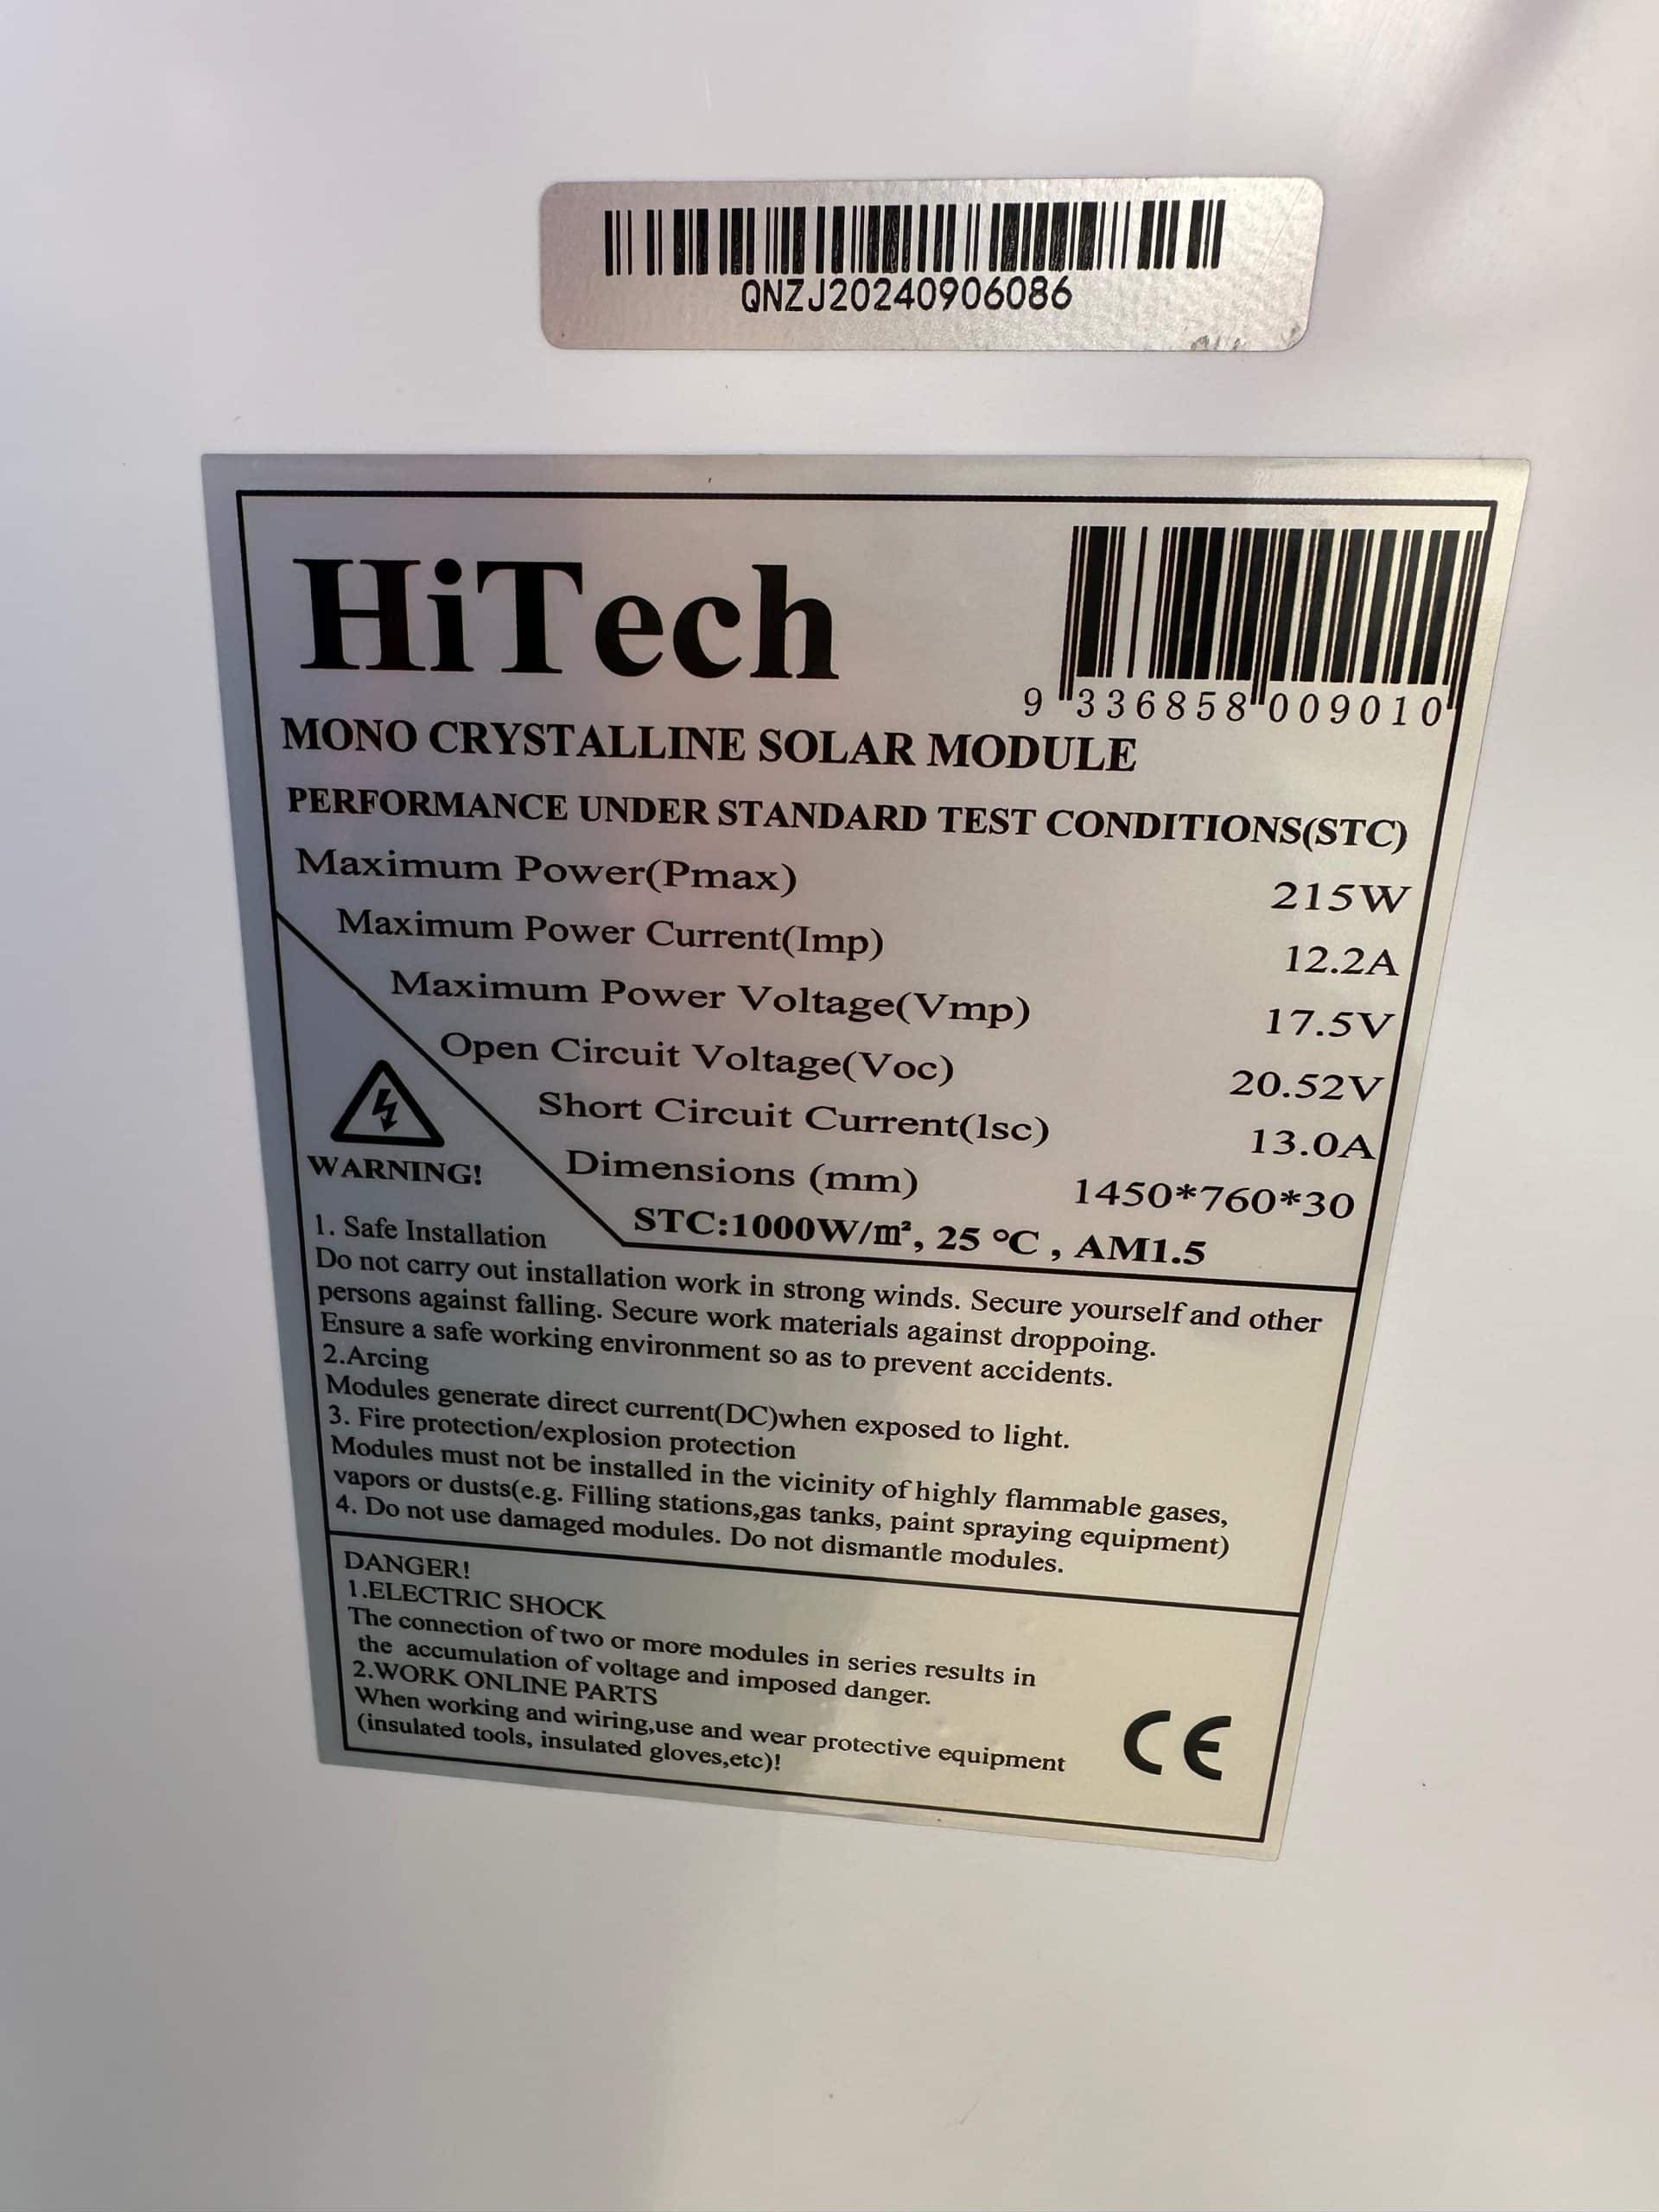 QNZJ20240906086
HiTech
9 336858 009010
MONO CRYSTALLINE SOLAR MODULE
PERFORMANCE UNDER STANDARD TEST CONDITIONS(STC)
Maximum Power(Pmax) 215W
Maximum Power Current(Imp) 12.2A
Maximum Power Voltage(Vmp) 17.5V
Open Circuit Voltage(Voc) 20.52V
Short Circuit Current(lsc) 13.0A
Dimensions (mm) 1450*760*30
STC:1000W/m², 25 °C , AM1.5
WARNING!
1. Safe Installation
Do not carry out installation work in strong winds. Secure yourself and other
persons against falling. Secure work materials against droppoing.
Ensure a safe working environment so as to prevent accidents.
2.Arcing
Modules generate direct current(DC)when exposed to light.
3. Fire protection/explosion protection
Modules must not be installed in the vicinity of highly flammable gases,
vapors or dusts(e.g. Filling stations,gas tanks, paint spraying equipment)
4. Do not use damaged modules. Do not dismantle modules.
DANGER!
1.ELECTRIC SHOCK
The connection of two or more modules in series results in
the accumulation of voltage and imposed danger.
2.WORK ONLINE PARTS
When working and wiring,use and wear protective equipment
(insulated tools, insulated gloves,etc)!
CE